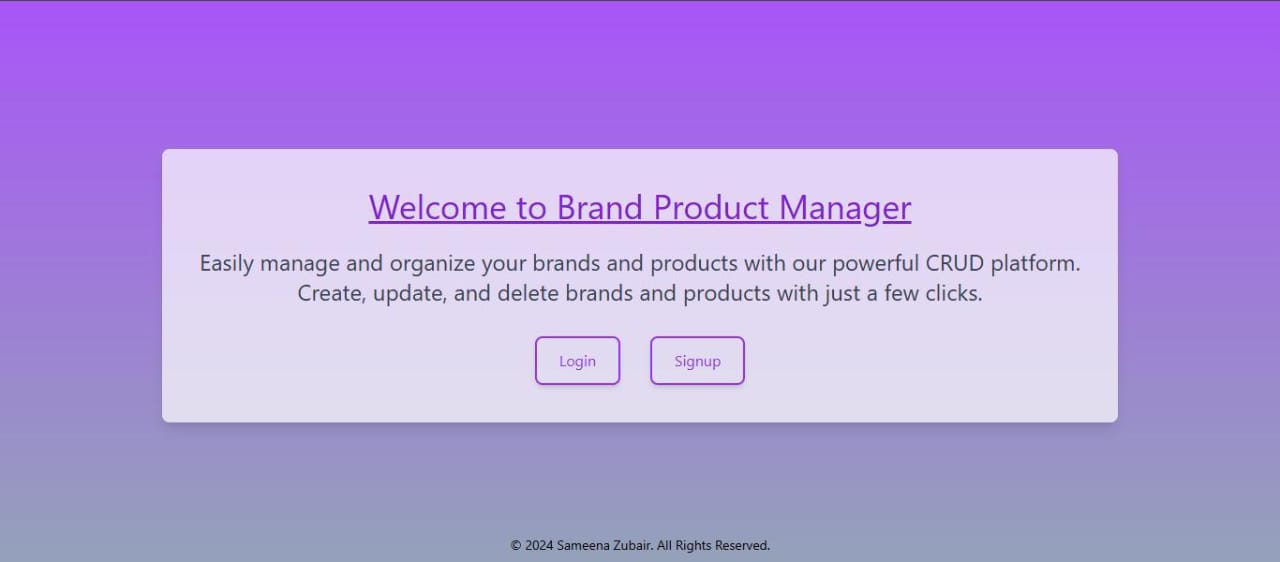 Welcome to Brand Product Manager
Easily manage and organize your brands and products with our powerful CRUD platform.
Create, update, and delete brands and products with just a few clicks.
Login
Signup
© 2024 Sameena Zubair. All Rights Reserved.